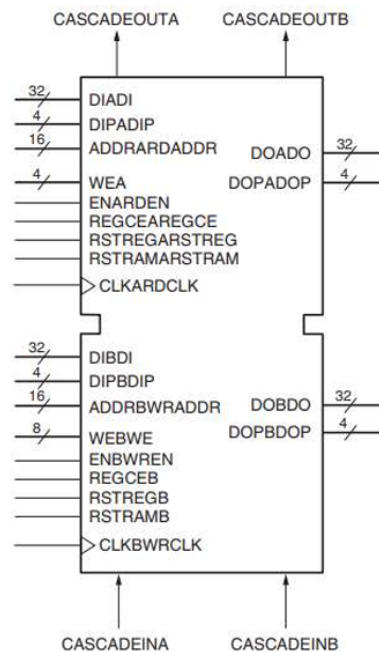 CASCADEOUTA CASCADEOUTB
32 DIADI
4 DIPADIP
16 ADDRARDADDR
DOADO 32
4 WEA
DOPADOP 4
ENARDEN
REGCEAREGCE
RSTREGARSTREG
RSTRAMARSTRAM
CLKARDCLK
32 DIBDI
4 DIPBDIP
16 ADDRBWRADDR
DOBDO 32
8 WEBWE
DOPBDOP 4
ENBWREN
REGCEB
RSTREGB
RSTRAMB
CLKBWRCLK
CASCADEINA CASCADEINB